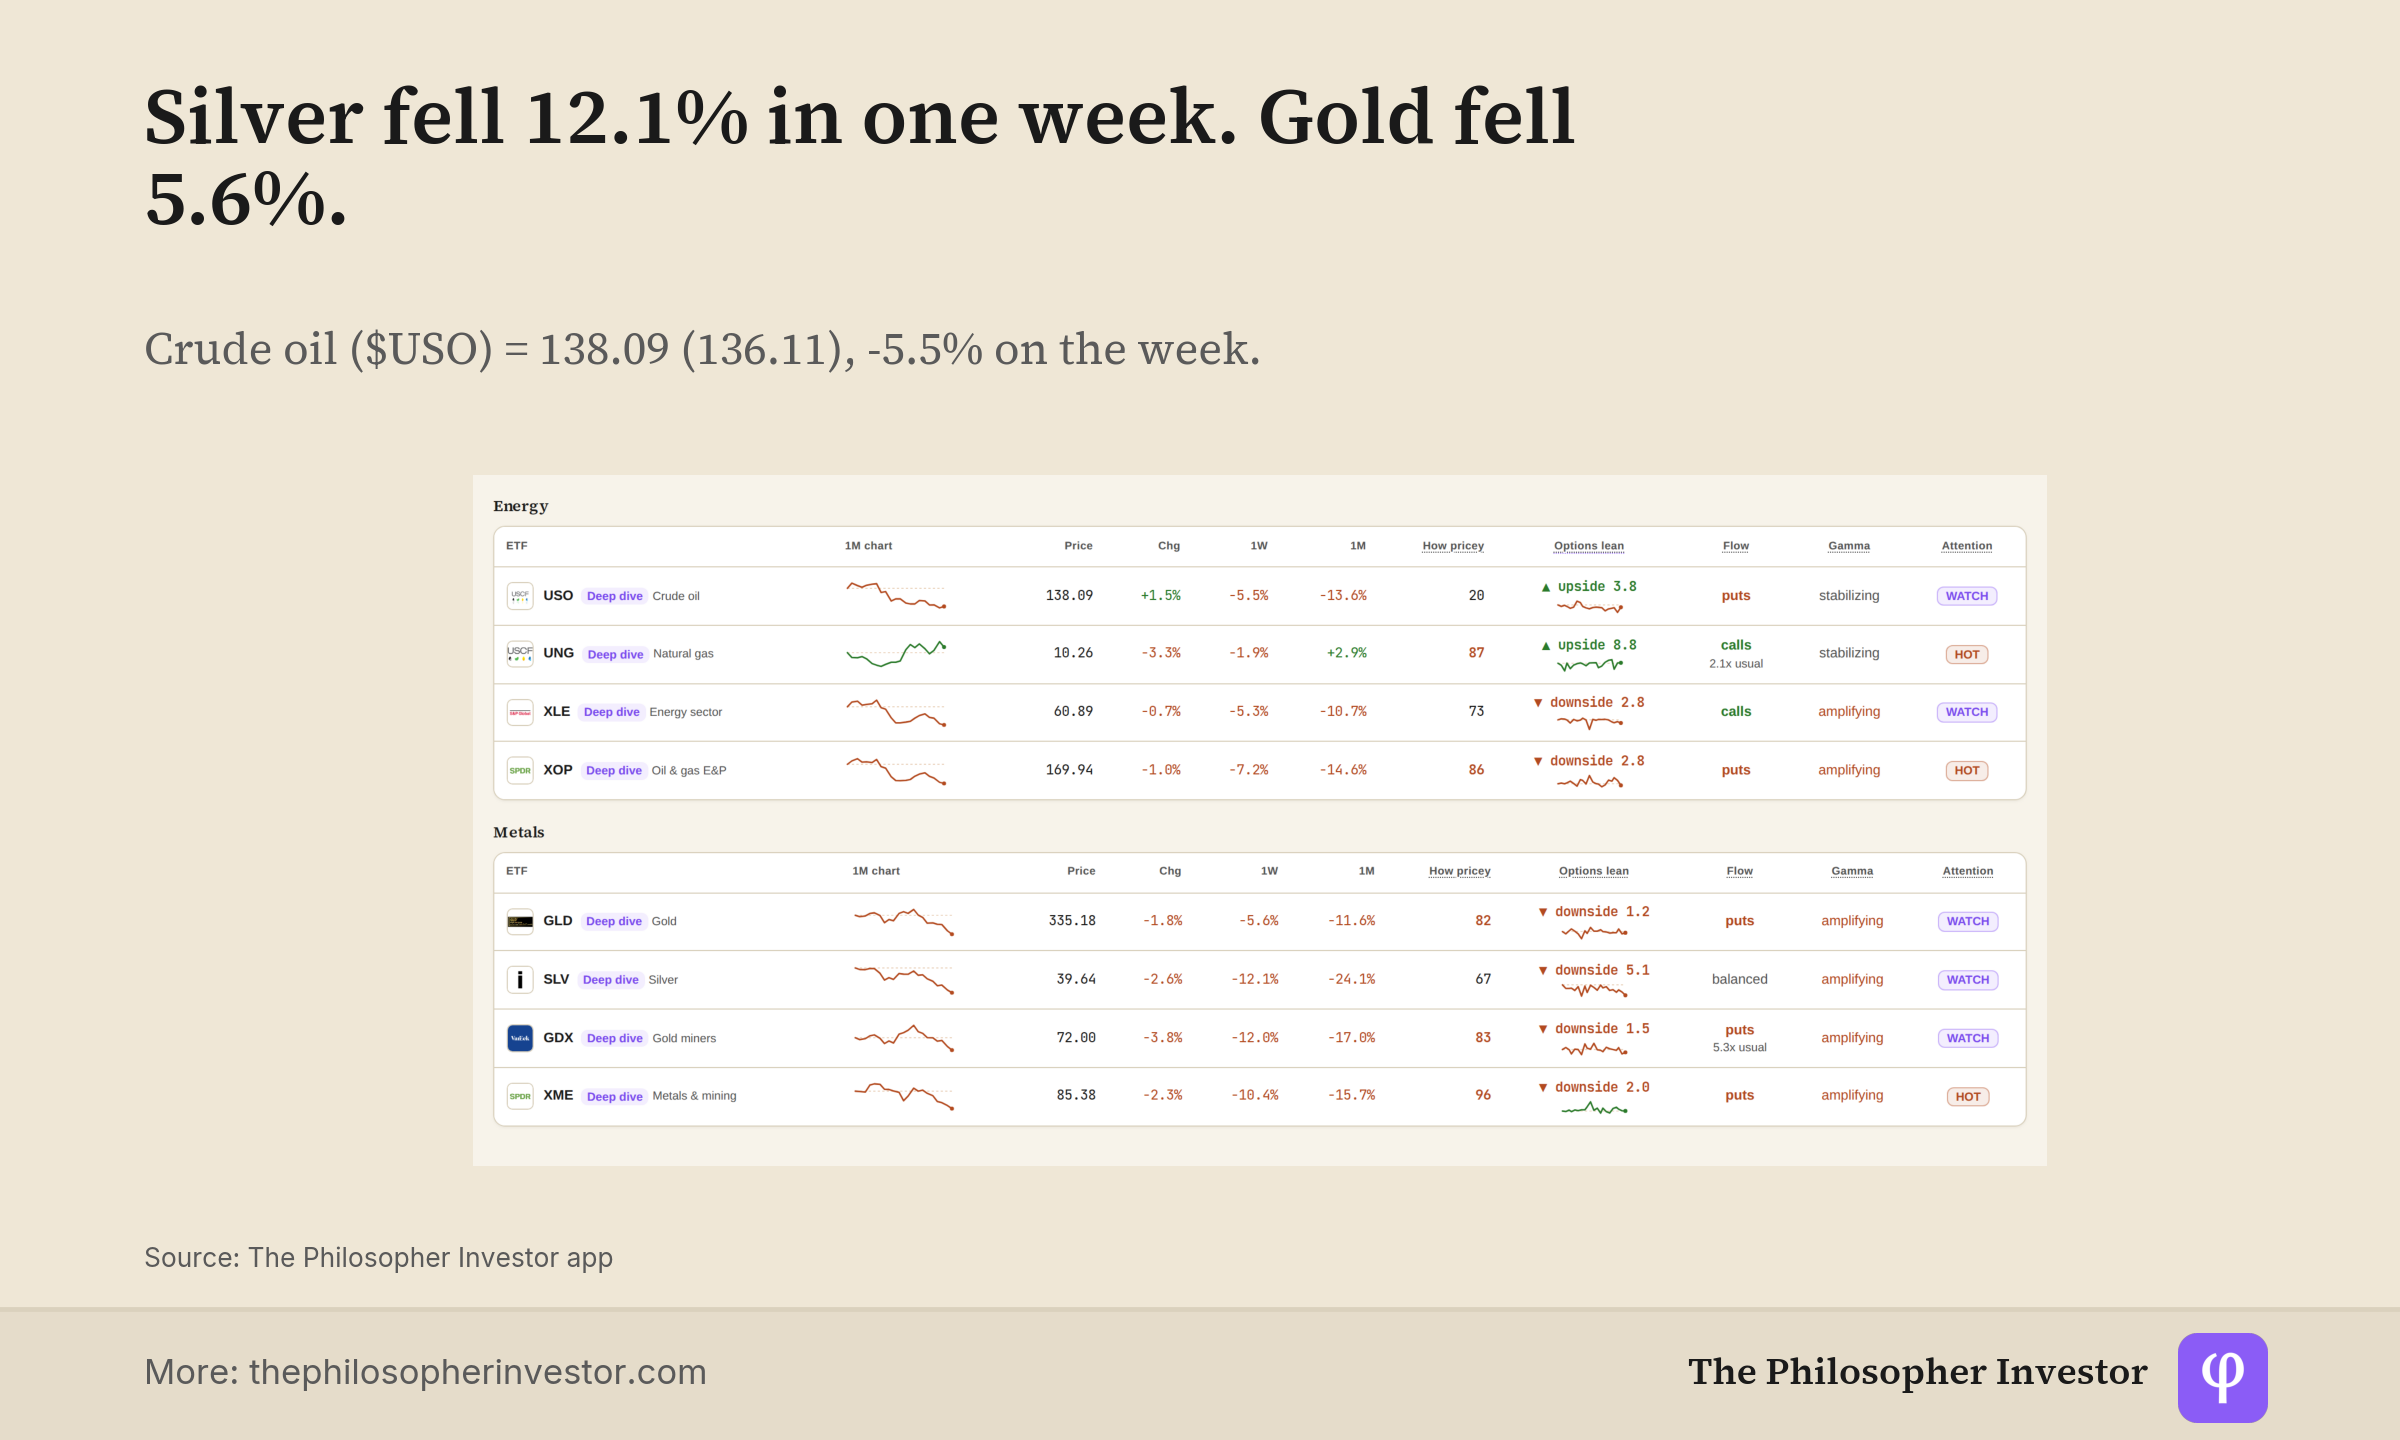 Silver fell 12.1% in one week. Gold fell
5.6%.
Crude oil ($USO) = 138.09 (136.11), -5.5% on the week.
Energy
ETF 1M chart Price Chg 1W 1M How pricey Options lean Flow Gamma Attention
USCF USO Deep dive Crude oil 138.09 +1.5% -5.5% -13.6% 20 ▲ upside 3.8 puts stabilizing WATCH
USCF UNG Deep dive Natural gas 10.26 -3.3% -1.9% +2.9% 87 ▲ upside 8.8 calls 2.1x usual stabilizing HOT
XLE Deep dive Energy sector 60.89 -0.7% -5.3% -10.7% 73 ▼ downside 2.8 calls amplifying WATCH
SPDR XOP Deep dive Oil & gas E&P 169.94 -1.0% -7.2% -14.6% 86 ▼ downside 2.8 puts amplifying HOT
Metals
ETF 1M chart Price Chg 1W 1M How pricey Options lean Flow Gamma Attention
GLD Deep dive Gold 335.18 -1.8% -5.6% -11.6% 82 ▼ downside 1.2 puts amplifying WATCH
i SLV Deep dive Silver 39.64 -2.6% -12.1% -24.1% 67 ▼ downside 5.1 balanced amplifying WATCH
VanEck GDX Deep dive Gold miners 72.00 -3.8% -12.0% -17.0% 83 ▼ downside 1.5 puts 5.3x usual amplifying WATCH
SPDR XME Deep dive Metals & mining 85.38 -2.3% -10.4% -15.7% 96 ▼ downside 2.0 puts amplifying HOT
Source: The Philosopher Investor app
More: thephilosopherinvestor.com
The Philosopher Investor φ